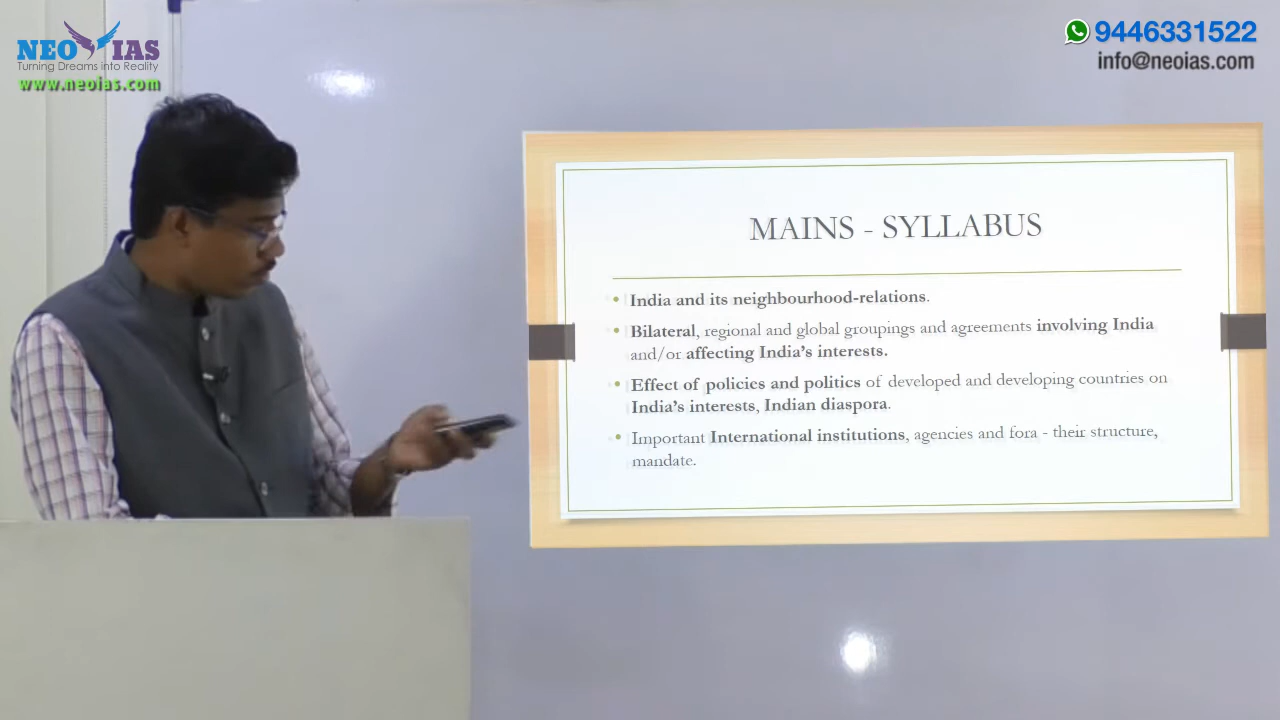 NEO IAS
Turning Dreams into Reality
www.neoias.com
9446331522
info@neoias.com
MAINS - SYLLABUS
• India and its neighbourhood-relations.
• Bilateral, regional and global groupings and agreements involving India
and/or affecting India's interests.
• Effect of policies and politics of developed and developing countries on
India's interests, Indian diaspora.
• Important International institutions, agencies and fora - their structure,
mandate.